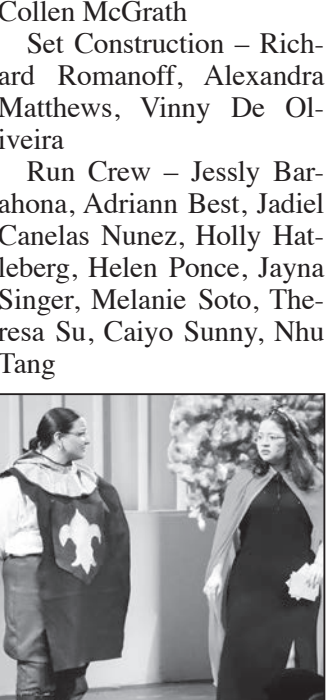 Collen McGrath
Set Construction – Rich-
ard Romanoff, Alexandra
Matthews, Vinny De Ol-
iveira
Run Crew – Jessly Bar-
ahona, Adriann Best, Jadiel
Canelas Nunez, Holly Hat-
leberg, Helen Ponce, Jayna
Singer, Melanie Soto, The-
resa Su, Caiyo Sunny, Nhu
Tang